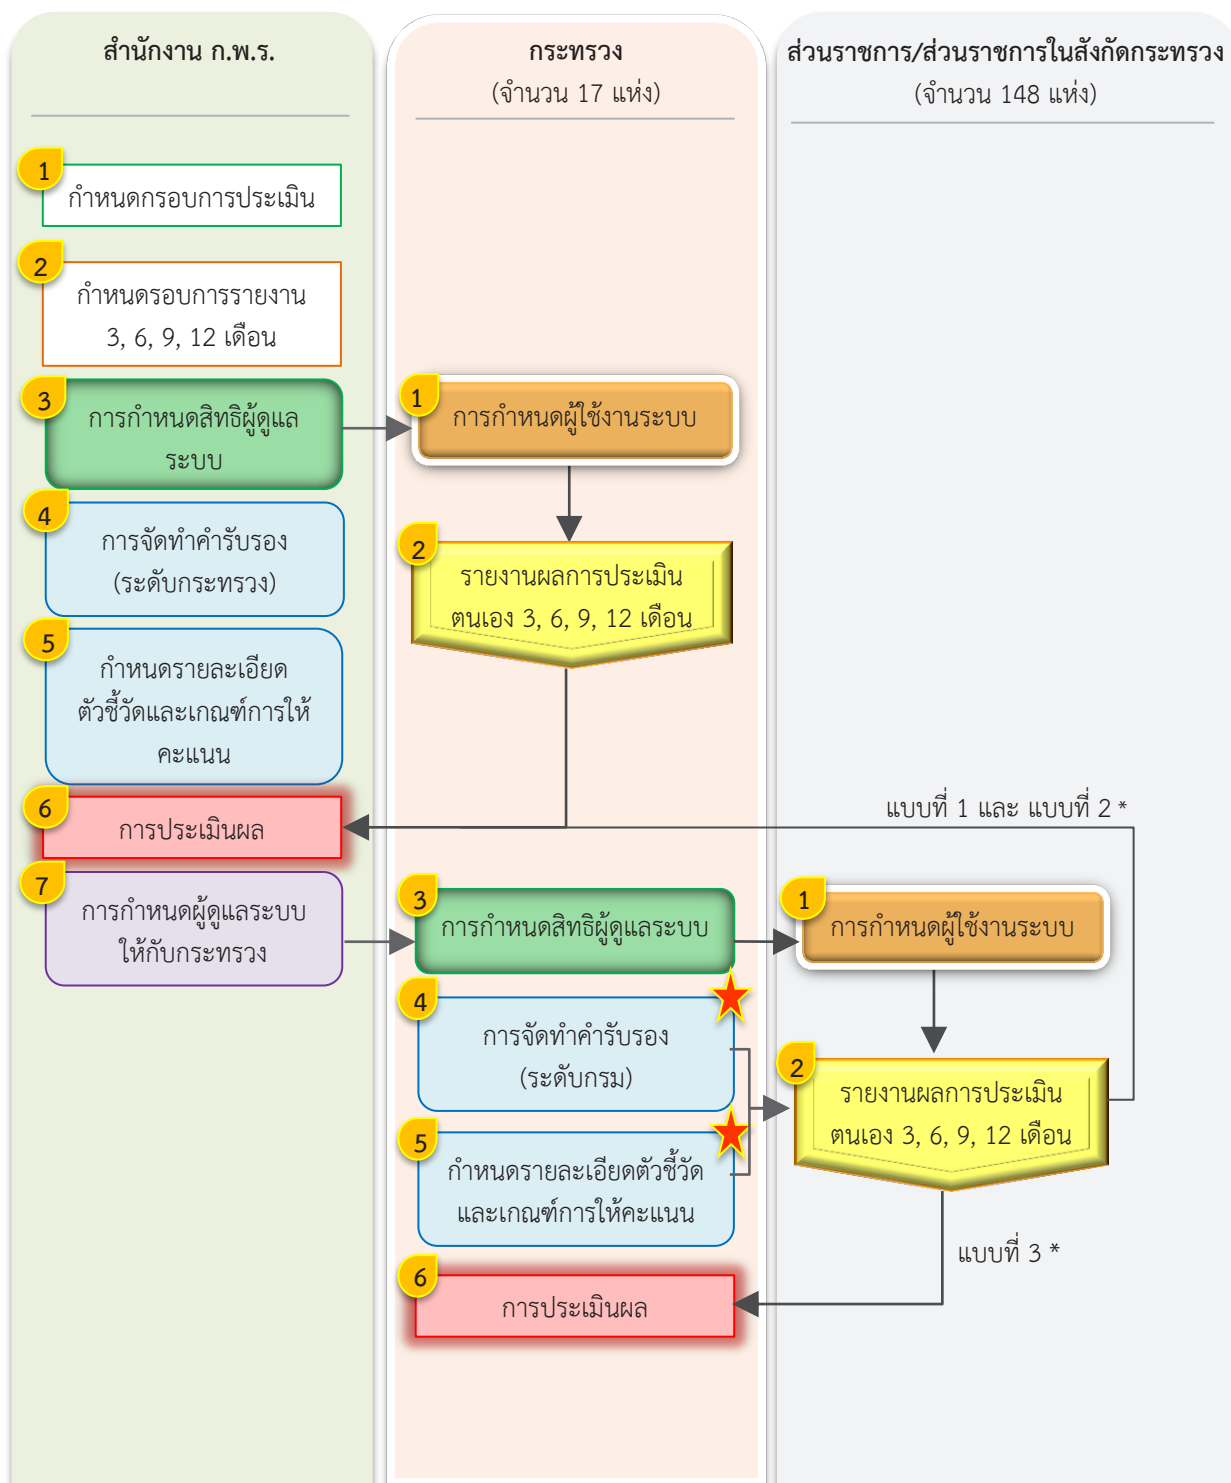 สำนักงาน ก.พ.ร.
1
กำหนดกรอบการประเมิน
2
กำหนดรอบการรายงาน
3, 6, 9, 12 เดือน
3
การกำหนดสิทธิผู้ดูแล
ระบบ
4
การจัดทำคำรับรอง
(ระดับกระทรวง)
5
กำหนดรายละเอียด
ตัวชี้วัดและเกณฑ์การให้
คะแนน
6
การประเมินผล
7
การกำหนดผู้ดูแลระบบ
ให้กับกระทรวง
กระทรวง
(จำนวน 17 แห่ง)
1
การกำหนดผู้ใช้งานระบบ
2
รายงานผลการประเมิน
ตนเอง 3, 6, 9, 12 เดือน
3
การกำหนดสิทธิผู้ดูแลระบบ
4
การจัดทำคำรับรอง
(ระดับกรม)
5
กำหนดรายละเอียดตัวชี้วัด
และเกณฑ์การให้คะแนน
6
การประเมินผล
ส่วนราชการ/ส่วนราชการในสังกัดกระทรวง
(จำนวน 148 แห่ง)
แบบที่ 1 และ แบบที่ 2 *
1
การกำหนดผู้ใช้งานระบบ
2
รายงานผลการประเมิน
ตนเอง 3, 6, 9, 12 เดือน
แบบที่ 3 *